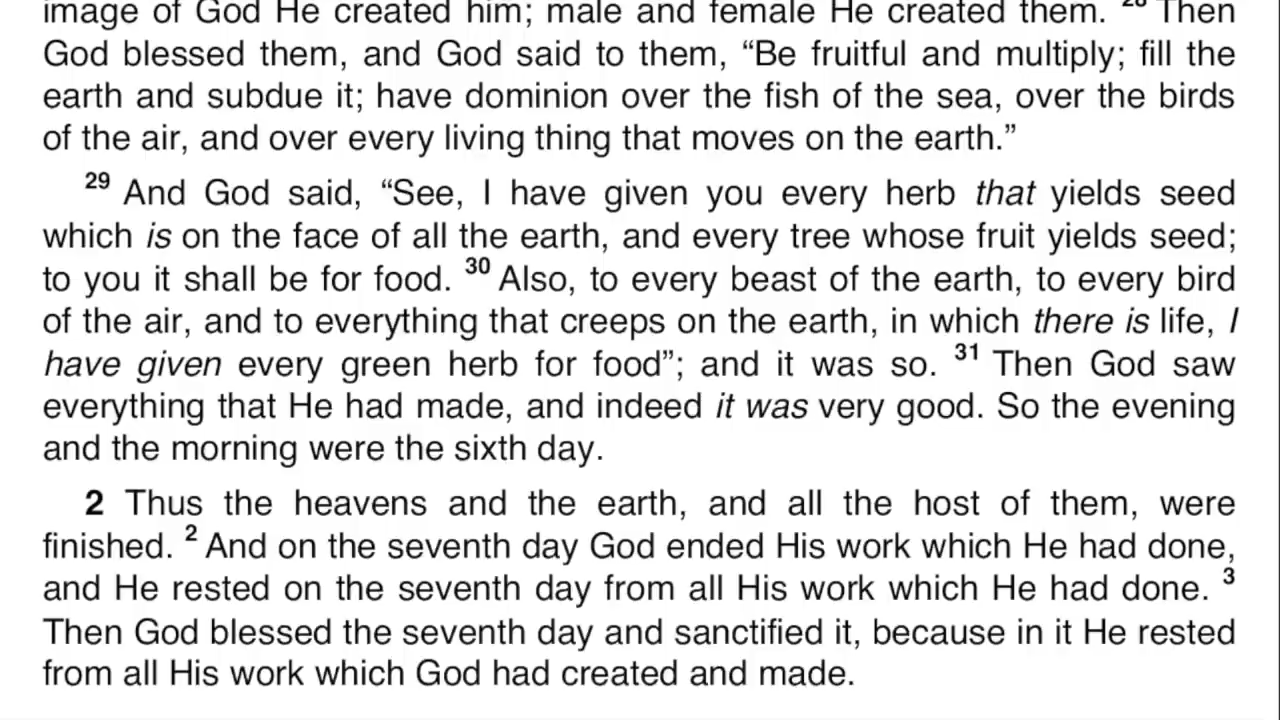 image of God He created him; male and female He created them. 28 Then
God blessed them, and God said to them, “Be fruitful and multiply; fill the
earth and subdue it; have dominion over the fish of the sea, over the birds
of the air, and over every living thing that moves on the earth.”
29 And God said, “See, I have given you every herb that yields seed
which is on the face of all the earth, and every tree whose fruit yields seed;
to you it shall be for food. 30 Also, to every beast of the earth, to every bird
of the air, and to everything that creeps on the earth, in which there is life, I
have given every green herb for food”; and it was so. 31 Then God saw
everything that He had made, and indeed it was very good. So the evening
and the morning were the sixth day.
2 Thus the heavens and the earth, and all the host of them, were
finished. 2 And on the seventh day God ended His work which He had done,
and He rested on the seventh day from all His work which He had done. 3
Then God blessed the seventh day and sanctified it, because in it He rested
from all His work which God had created and made.